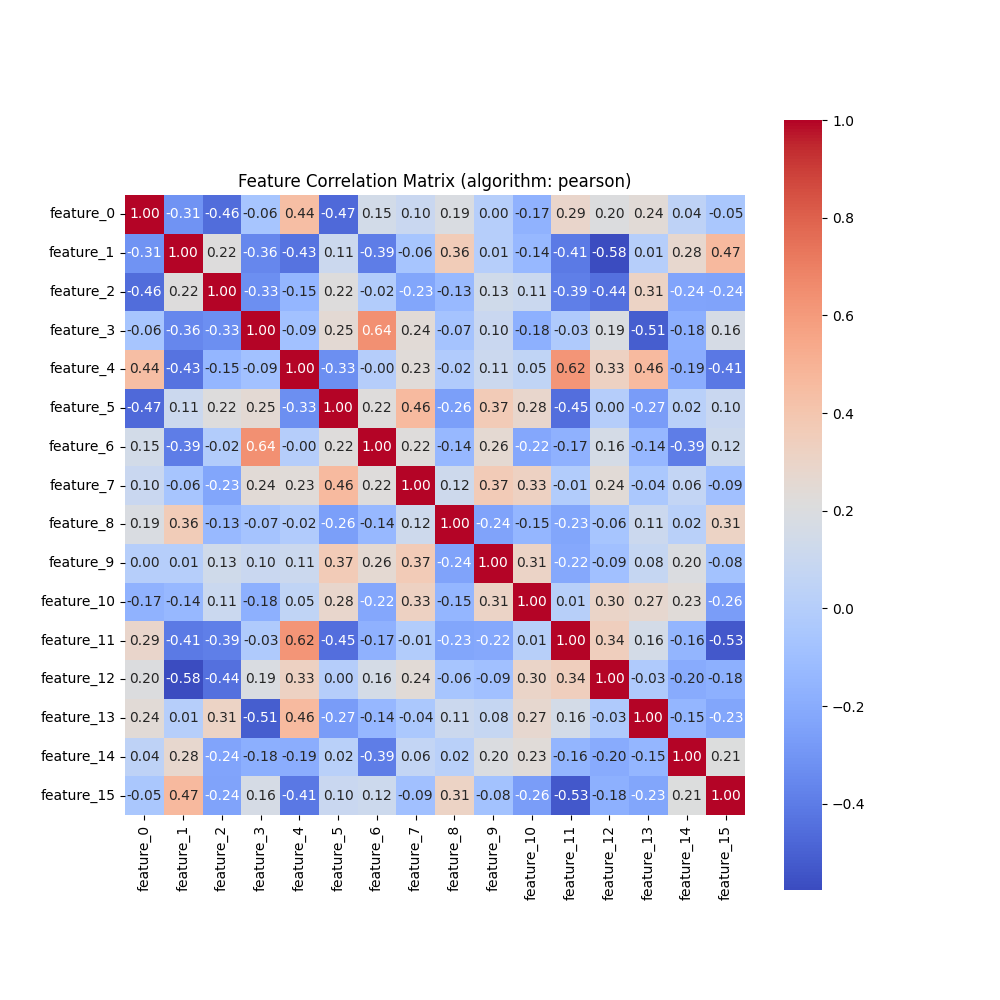 1.0
Feature Correlation Matrix (algorithm: pearson)
feature_0 1.00 -0.31 -0.46 -0.06 0.44 -0.47 0.15 0.10 0.19 0.00 -0.17 0.29 0.20 0.24 0.04 -0.05
0.8
feature_1 -0.31 1.00 0.22 -0.36 -0.43 0.11 -0.39 -0.06 0.36 0.01 -0.14 -0.41 -0.58 0.01 0.28 0.47
feature_2 -0.46 0.22 1.00 -0.33 -0.15 0.22 -0.02 -0.23 -0.13 0.13 0.11 -0.39 -0.44 0.31 -0.24 -0.24
0.6
feature_3 -0.06 -0.36 -0.33 1.00 -0.09 0.25 0.64 0.24 -0.07 0.10 -0.18 -0.03 0.19 -0.51 -0.18 0.16
feature_4 0.44 -0.43 -0.15 -0.09 1.00 -0.33 -0.00 0.23 -0.02 0.11 0.05 0.62 0.33 0.46 -0.19 -0.41
0.4
feature_5 -0.47 0.11 0.22 0.25 -0.33 1.00 0.22 0.46 -0.26 0.37 0.28 -0.45 0.00 -0.27 0.02 0.10
feature_6 0.15 -0.39 -0.02 0.64 -0.00 0.22 1.00 0.22 -0.14 0.26 -0.22 -0.17 0.16 -0.14 -0.39 0.12
feature_7 0.10 -0.06 -0.23 0.24 0.23 0.46 0.22 1.00 0.12 0.37 0.33 -0.01 0.24 -0.04 0.06 -0.09
0.2
feature_8 0.19 0.36 -0.13 -0.07 -0.02 -0.26 -0.14 0.12 1.00 -0.24 -0.15 -0.23 -0.06 0.11 0.02 0.31
feature_9 0.00 0.01 0.13 0.10 0.11 0.37 0.26 0.37 -0.24 1.00 0.31 -0.22 -0.09 0.08 0.20 -0.08
feature_10 -0.17 -0.14 0.11 -0.18 0.05 0.28 -0.22 0.33 -0.15 0.31 1.00 0.01 0.30 0.27 0.23 -0.26
0.0
feature_11 0.29 -0.41 -0.39 -0.03 0.62 -0.45 -0.17 -0.01 -0.23 -0.22 0.01 1.00 0.34 0.16 -0.16 -0.53
feature_12 0.20 -0.58 -0.44 0.19 0.33 0.00 0.16 0.24 -0.06 -0.09 0.30 0.34 1.00 -0.03 -0.20 -0.18
−0.2
feature_13 0.24 0.01 0.31 -0.51 0.46 -0.27 -0.14 -0.04 0.11 0.08 0.27 0.16 -0.03 1.00 -0.15 -0.23
feature_14 0.04 0.28 -0.24 -0.18 -0.19 0.02 -0.39 0.06 0.02 0.20 0.23 -0.16 -0.20 -0.15 1.00 0.21
feature_15 -0.05 0.47 -0.24 0.16 -0.41 0.10 0.12 -0.09 0.31 -0.08 -0.26 -0.53 -0.18 -0.23 0.21 1.00
−0.4
feature_0 feature_1 feature_2 feature_3 feature_4 feature_5 feature_6 feature_7 feature_8 feature_9 feature_10 feature_11 feature_12 feature_13 feature_14 feature_15